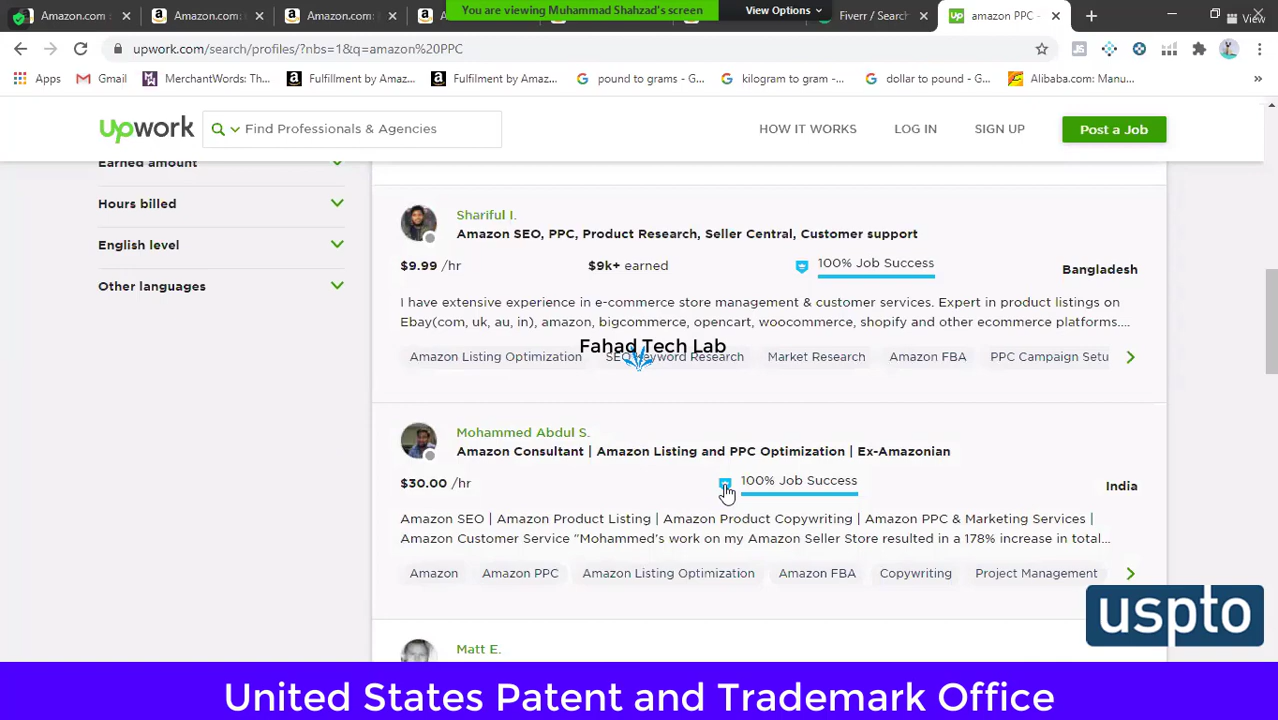 Amazon.com :
Amazon.com: 
Amazon.com :
A
You are viewing Muhammad Shahzad's screen
View Options
Fiverr / Search
Up amazon PPC -
View
upwork.com/search/profiles/?nbs=1&q=amazon%20PPC
Apps
Gmail
MerchantWords: Th...
Fulfillment by Amaz...
Fulfilment by Amaz...
pound to grams - G...
kilogram to gram -...
dollar to pound - G...
Alibaba.com: Manu...
»
upwork
Find Professionals & Agencies
HOW IT WORKS
LOG IN
SIGN UP
Post a Job
Earned amount
Hours billed
English level
Other languages
Shariful I.
Amazon SEO, PPC, Product Research, Seller Central, Customer support
$9.99 /hr
$9k+ earned
100% Job Success
Bangladesh
I have extensive experience in e-commerce store management & customer services. Expert in product listings on
Ebay(com, uk, au, in), amazon, bigcommerce, opencart, woocommerce, shopify and other ecommerce platforms....
Fahad Tech Lab
Amazon Listing Optimization
SEO Keyword Research
Market Research
Amazon FBA
PPC Campaign Setu
Mohammed Abdul S.
Amazon Consultant | Amazon Listing and PPC Optimization | Ex-Amazonian
$30.00 /hr
100% Job Success
India
Amazon SEO | Amazon Product Listing | Amazon Product Copywriting | Amazon PPC & Marketing Services |
Amazon Customer Service "Mohammed's work on my Amazon Seller Store resulted in a 178% increase in total...
Amazon
Amazon PPC
Amazon Listing Optimization
Amazon FBA
Copywriting
Project Management
uspto
Matt E.
United States Patent and Trademark Office